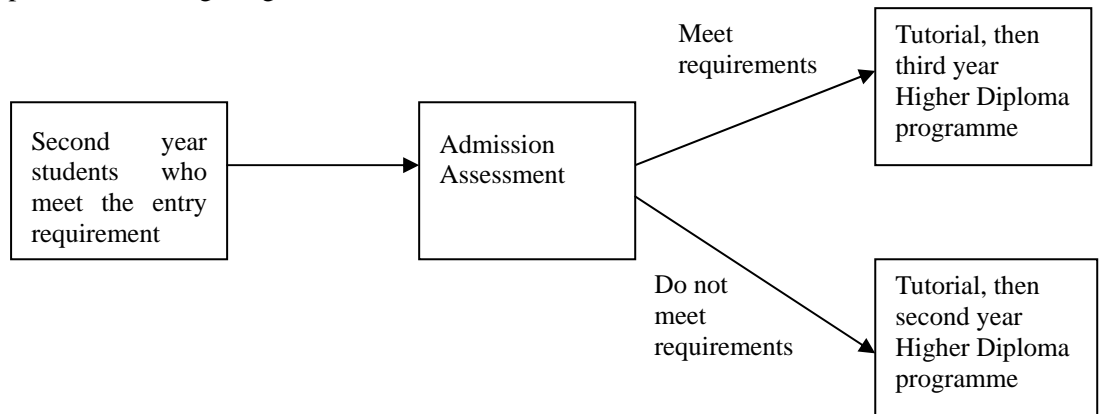 Second year
students who
meet the entry
requirement
Admission
Assessment
Meet
requirements
Tutorial, then
third year
Higher Diploma
programme
Do not
meet
requirements
Tutorial, then
second year
Higher Diploma
programme